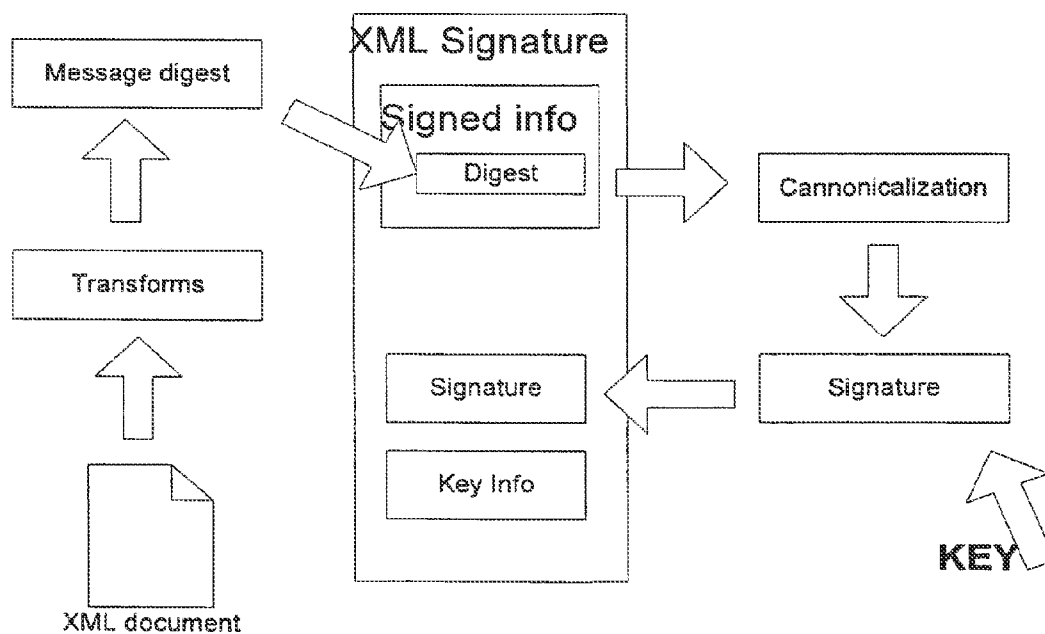 XML Signature
Message digest
Signed info
Digest
Cannonicalization
Transforms
Signature
Signature
Key Info
KEY
XML document